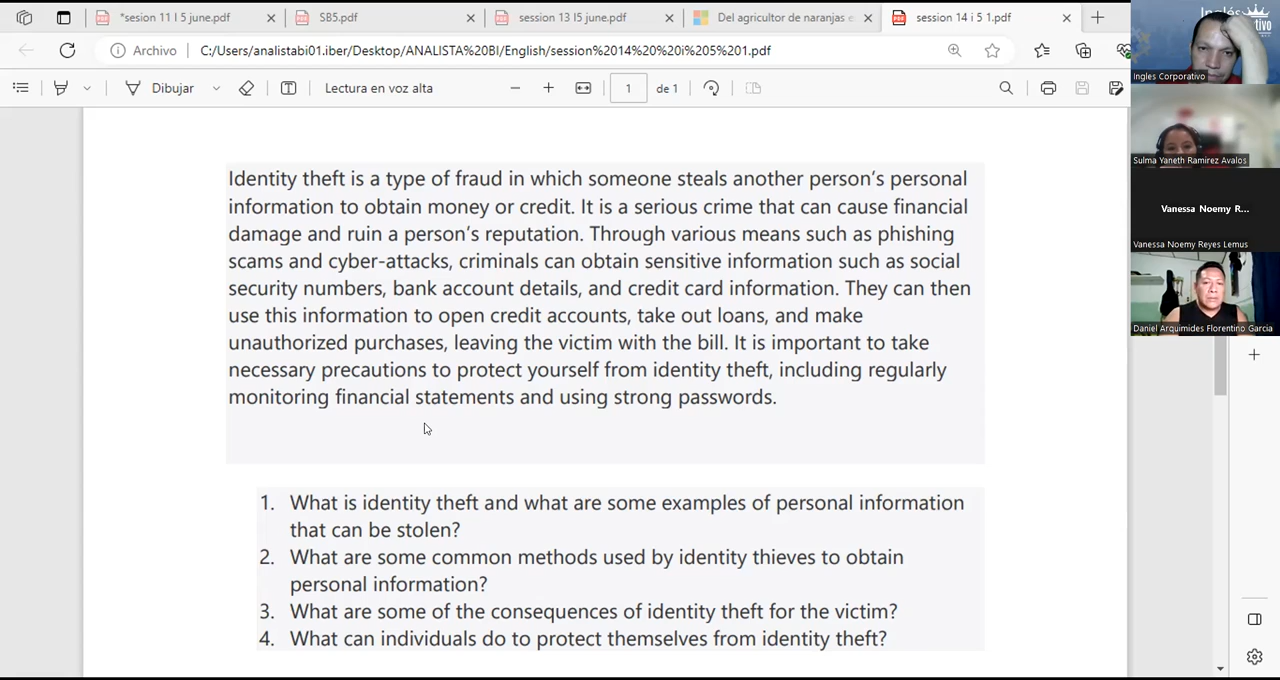 *sesion 11 I 5 june.pdf
SB5.pdf
session 13 I5 june.pdf
Del agricultor de naranjas e
session 14 i 5 1.pdf
Archivo
C:/Users/analistabi01.iber/Desktop/ANALISTA%20BI/English/session%2014%20%20i%205%201.pdf
Dibujar
Lectura en voz alta
1
de 1
Identity theft is a type of fraud in which someone steals another person's personal
information to obtain money or credit. It is a serious crime that can cause financial
damage and ruin a person's reputation. Through various means such as phishing
scams and cyber-attacks, criminals can obtain sensitive information such as social
security numbers, bank account details, and credit card information. They can then
use this information to open credit accounts, take out loans, and make
unauthorized purchases, leaving the victim with the bill. It is important to take
necessary precautions to protect yourself from identity theft, including regularly
monitoring financial statements and using strong passwords.
1. What is identity theft and what are some examples of personal information
that can be stolen?
2. What are some common methods used by identity thieves to obtain
personal information?
3. What are some of the consequences of identity theft for the victim?
4. What can individuals do to protect themselves from identity theft?
Ingles Corporativo
Sulma Yaneth Ramirez Avalos
Vanessa Noemy R...
Vanessa Noemy Reyes Lemus
Daniel Arquimides Florentino Garcia